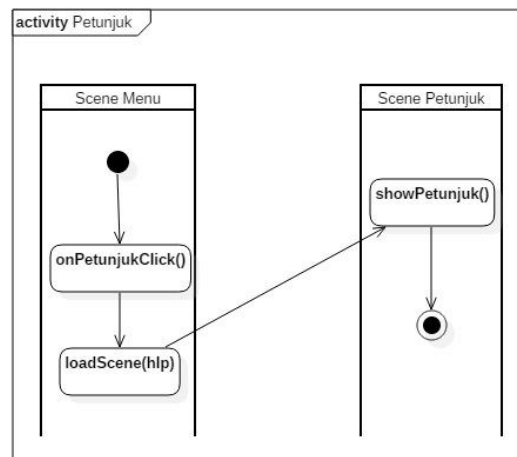 activity Petunjuk
Scene Menu
Scene Petunjuk
showPetunjuk()
onPetunjukClick()
loadScene(hlp)